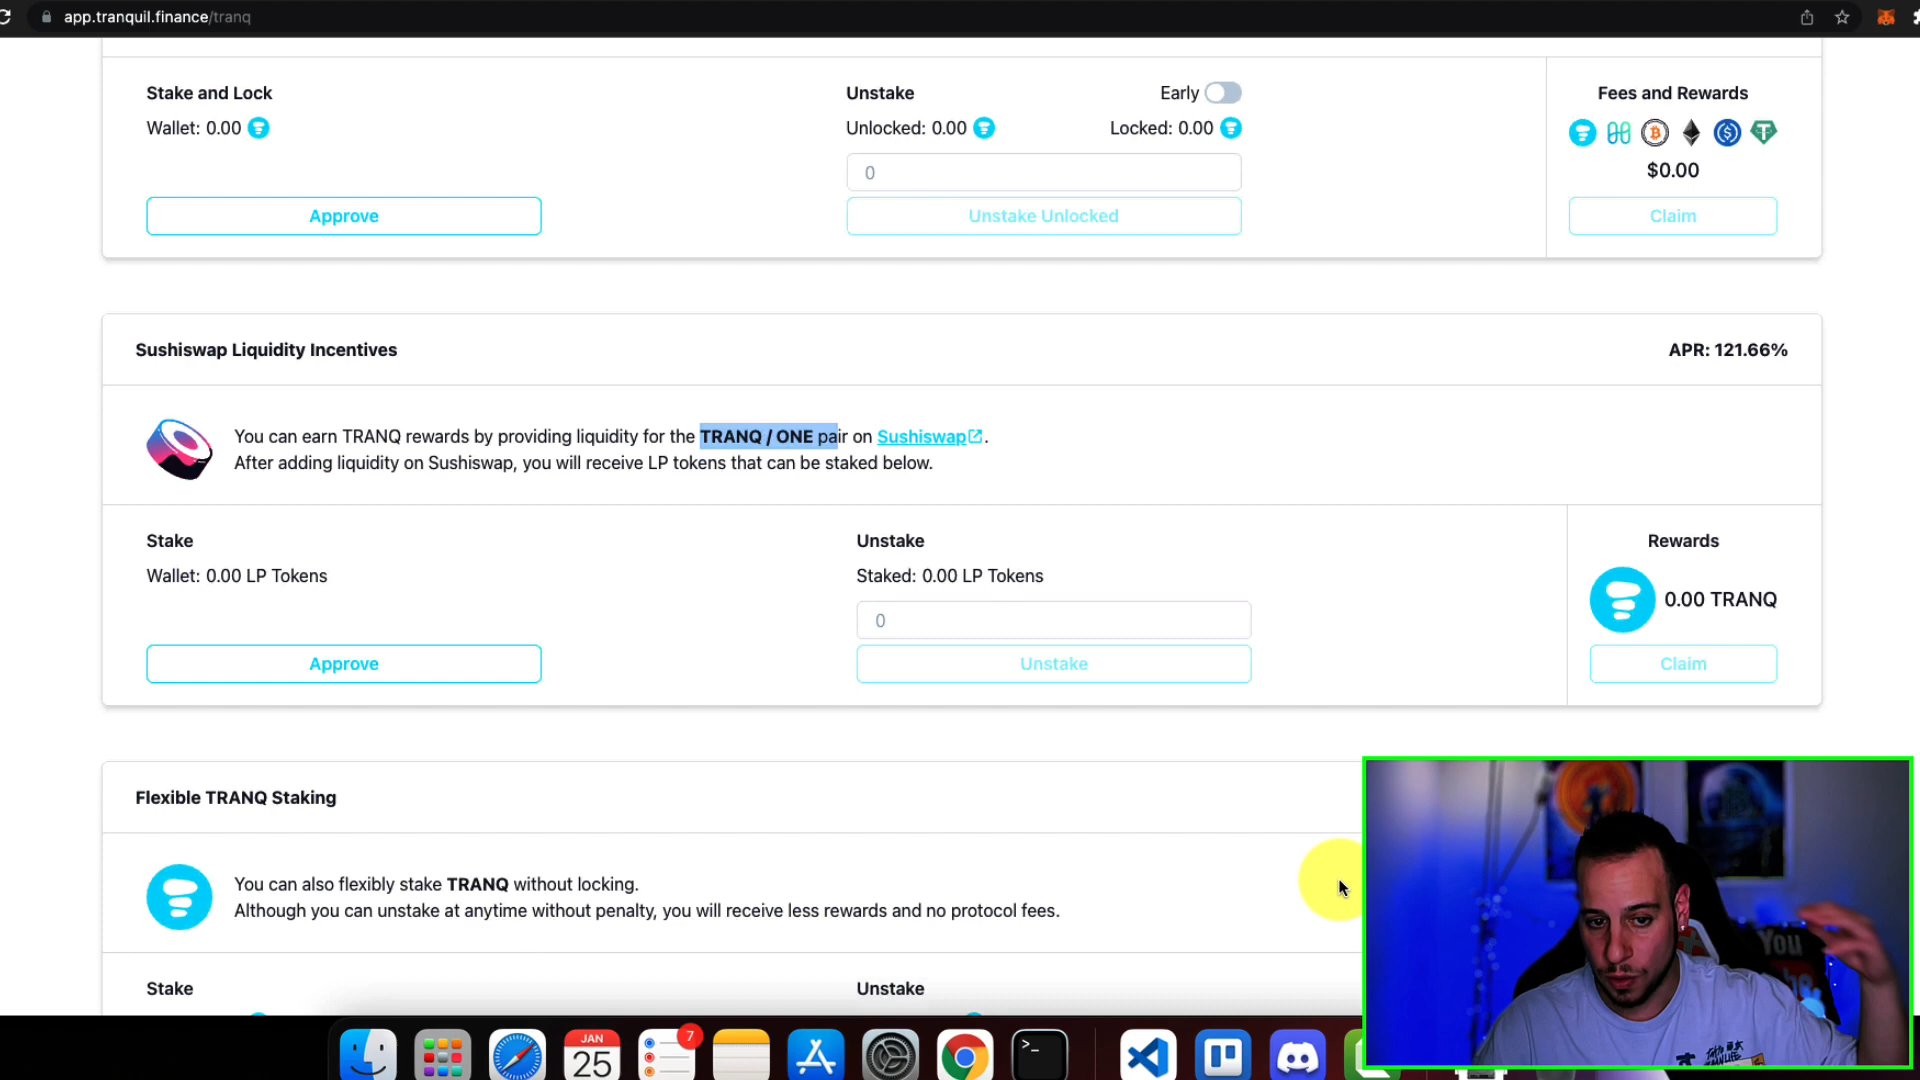 app.tranquil.finance/tranq
Stake and Lock
Unstake
Early
Fees and Rewards
Wallet: 0.00
Unlocked: 0.00
Locked: 0.00
0
$0.00
Approve
Unstake Unlocked
Claim
Sushiswap Liquidity Incentives
APR: 121.66%
You can earn TRANQ rewards by providing liquidity for the TRANQ / ONE pair on Sushiswap.
After adding liquidity on Sushiswap, you will receive LP tokens that can be staked below.
Stake
Unstake
Rewards
Wallet: 0.00 LP Tokens
Staked: 0.00 LP Tokens
0.00 TRANQ
0
Approve
Unstake
Claim
Flexible TRANQ Staking
You can also flexibly stake TRANQ without locking.
Although you can unstake at anytime without penalty, you will receive less rewards and no protocol fees.
You
Stake
Unstake
JAN
25
7